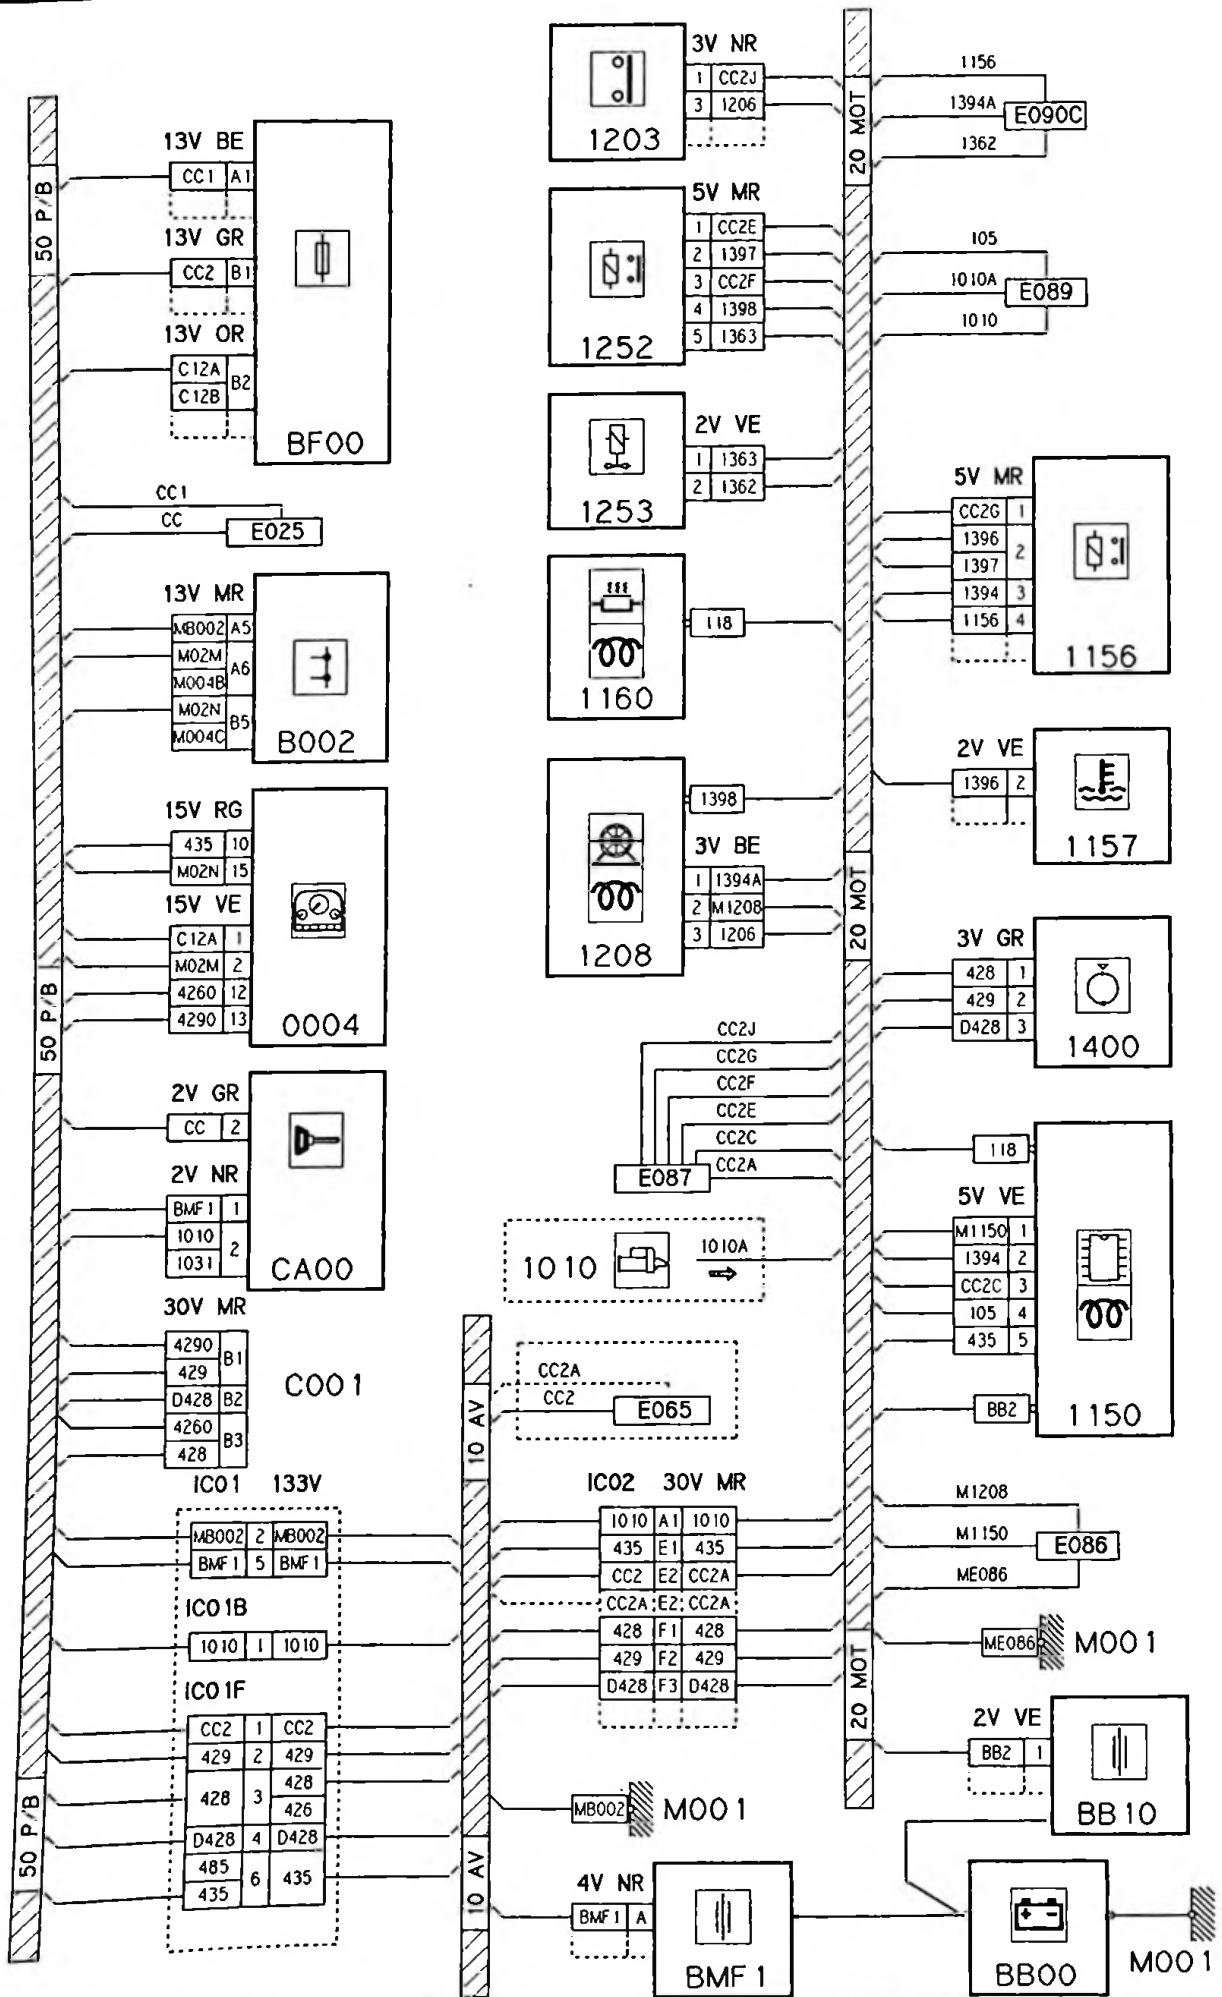 50 P/B
13V BE
CC1 A1
13V GR
CC2 B1
13V OR
C12A B2
C12B
BF00
CC1
CC
E025
13V MR
MB002 A5
M02M A6
M004B
M02N B5
M004C
B002
15V RG
435 10
M02N 15
15V VE
C12A 1
M02M 2
4260 12
4290 13
0004
50 P/B
2V GR
CC 2
2V NR
BMF1 1
1010 2
1031
CA00
30V MR
4290 B1
429
D428 B2
4260 B3
428
C001
IC01 133V
MB002 2 MB002
BMF1 5 BMF1
IC01B
1010 1 1010
IC01F
CC2 1 CC2
429 2 429
428 3 428
426
D428 4 D428
485 6 435
435
50 P/B
3V NR
1 CC2J
3 1206
1203
5V MR
1 CC2E
2 1397
3 CC2F
4 1398
5 1363
1252
2V VE
1 1363
2 1362
1253
118
1160
1398
3V BE
1 1394A
2 M1208
3 1206
1208
CC2J
CC2G
CC2F
CC2E
CC2C
CC2A
E087
1010 1010A
10 AV
CC2A
CC2
E065
IC02 30V MR
1010 A1 1010
435 E1 435
CC2 E2 CC2A
CC2A E2 CC2A
428 F1 428
429 F2 429
D428 F3 D428
MB002 M001
10 AV
4V NR
BMF1 A
BMF1
20 MOT
1156
1394A
E090C
1362
105
1010A
E089
1010
5V MR
CC2G 1
1396 2
1397
1394 3
1156 4
1156
2V VE
1396 2
1157
20 MOT
3V GR
428 1
429 2
D428 3
1400
118
5V VE
M1150 1
1394 2
CC2C 3
105 4
435 5
BB2
1150
M1208
M1150
E086
ME086
ME086 M001
20 MOT
2V VE
BB2 1
BB10
BB00
M001